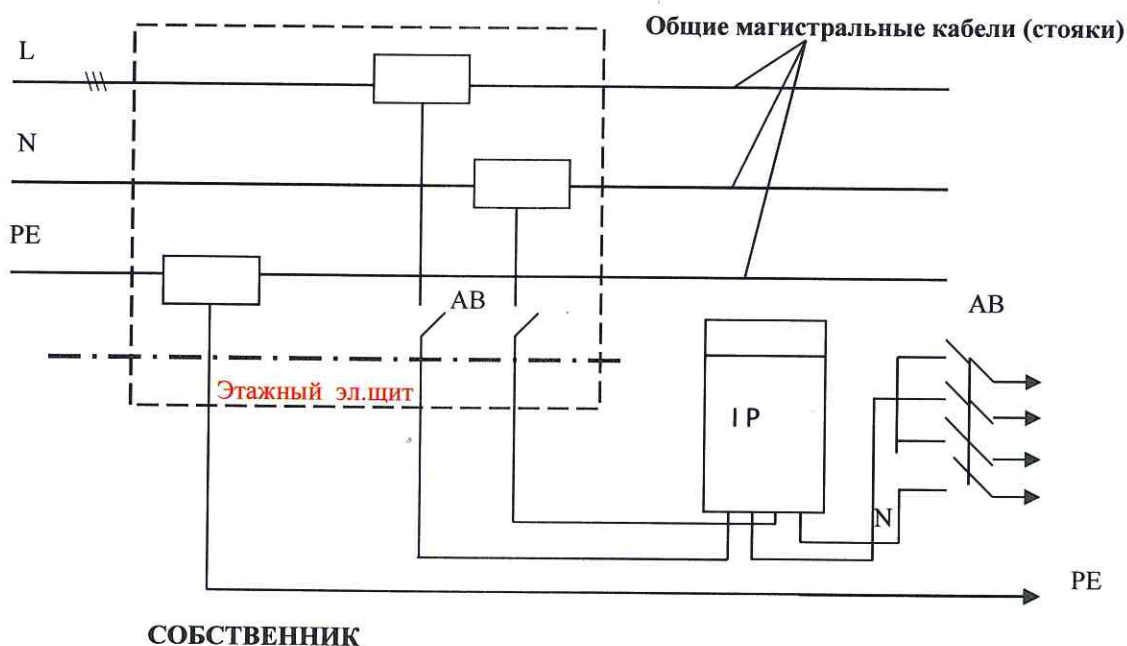 Общие магистральные кабели (стояки)
L
N
PE
АВ
АВ
Этажный эл.щит
IP
N
PE
СОБСТВЕННИК